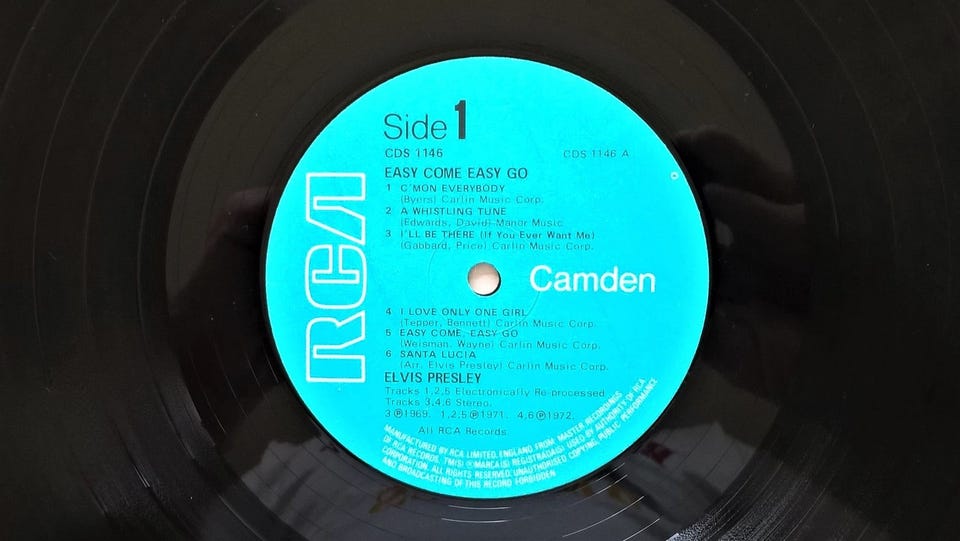 RCA
Side 1
CDS 1146 CDS 1146 A
EASY COME EASY GO
1 C'MON EVERYBODY
(Byers) Carlin Music Corp.
2 A WHISTLING TUNE
(Edwards, David) Manor Music
3 I'LL BE THERE (If You Ever Want Me)
(Gabbard, Price) Carlin Music Corp.
Camden
4 I LOVE ONLY ONE GIRL
(Tepper, Bennett) Carlin Music Corp.
5 EASY COME, EASY GO
(Weisman, Wayne) Carlin Music Corp.
6 SANTA LUCIA
(Arr. Elvis Presley) Carlin Music Corp.
ELVIS PRESLEY
Tracks 1,2,5 Electronically Re-processed
Tracks 3,4,6 Stereo.
3 ℗ 1969. 1,2,5 ℗ 1971. 4,6 ℗ 1972.
All RCA Records
MANUFACTURED BY RCA LIMITED, ENGLAND, FROM MASTER RECORDINGS
OF RCA RECORDS. TM(S) ® MARCA(S) REGISTRADA(S) USED BY AUTHORITY OF RCA
CORPORATION. ALL RIGHTS RESERVED. UNAUTHORISED COPYING, PUBLIC PERFORMANCE
AND BROADCASTING OF THIS RECORD FORBIDDEN